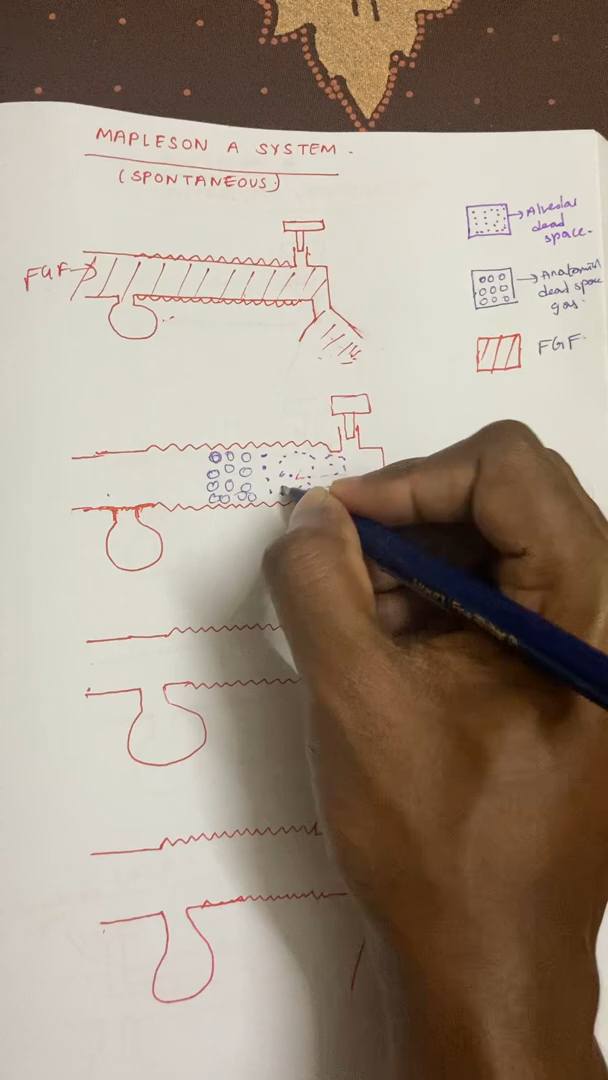 MAPLESON A SYSTEM.
(SPONTANEOUS)
FGF
Alveolar
dead
space.
Anatomical
dead space
gas.
FGF.